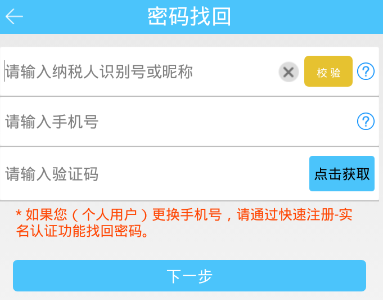 密码找回
请输入纳税人识别号或昵称 校验
请输入手机号
请输入验证码 点击获取
* 如果您（个人用户）更换手机号，请通过快速注册-实
名认证功能找回密码。
下一步